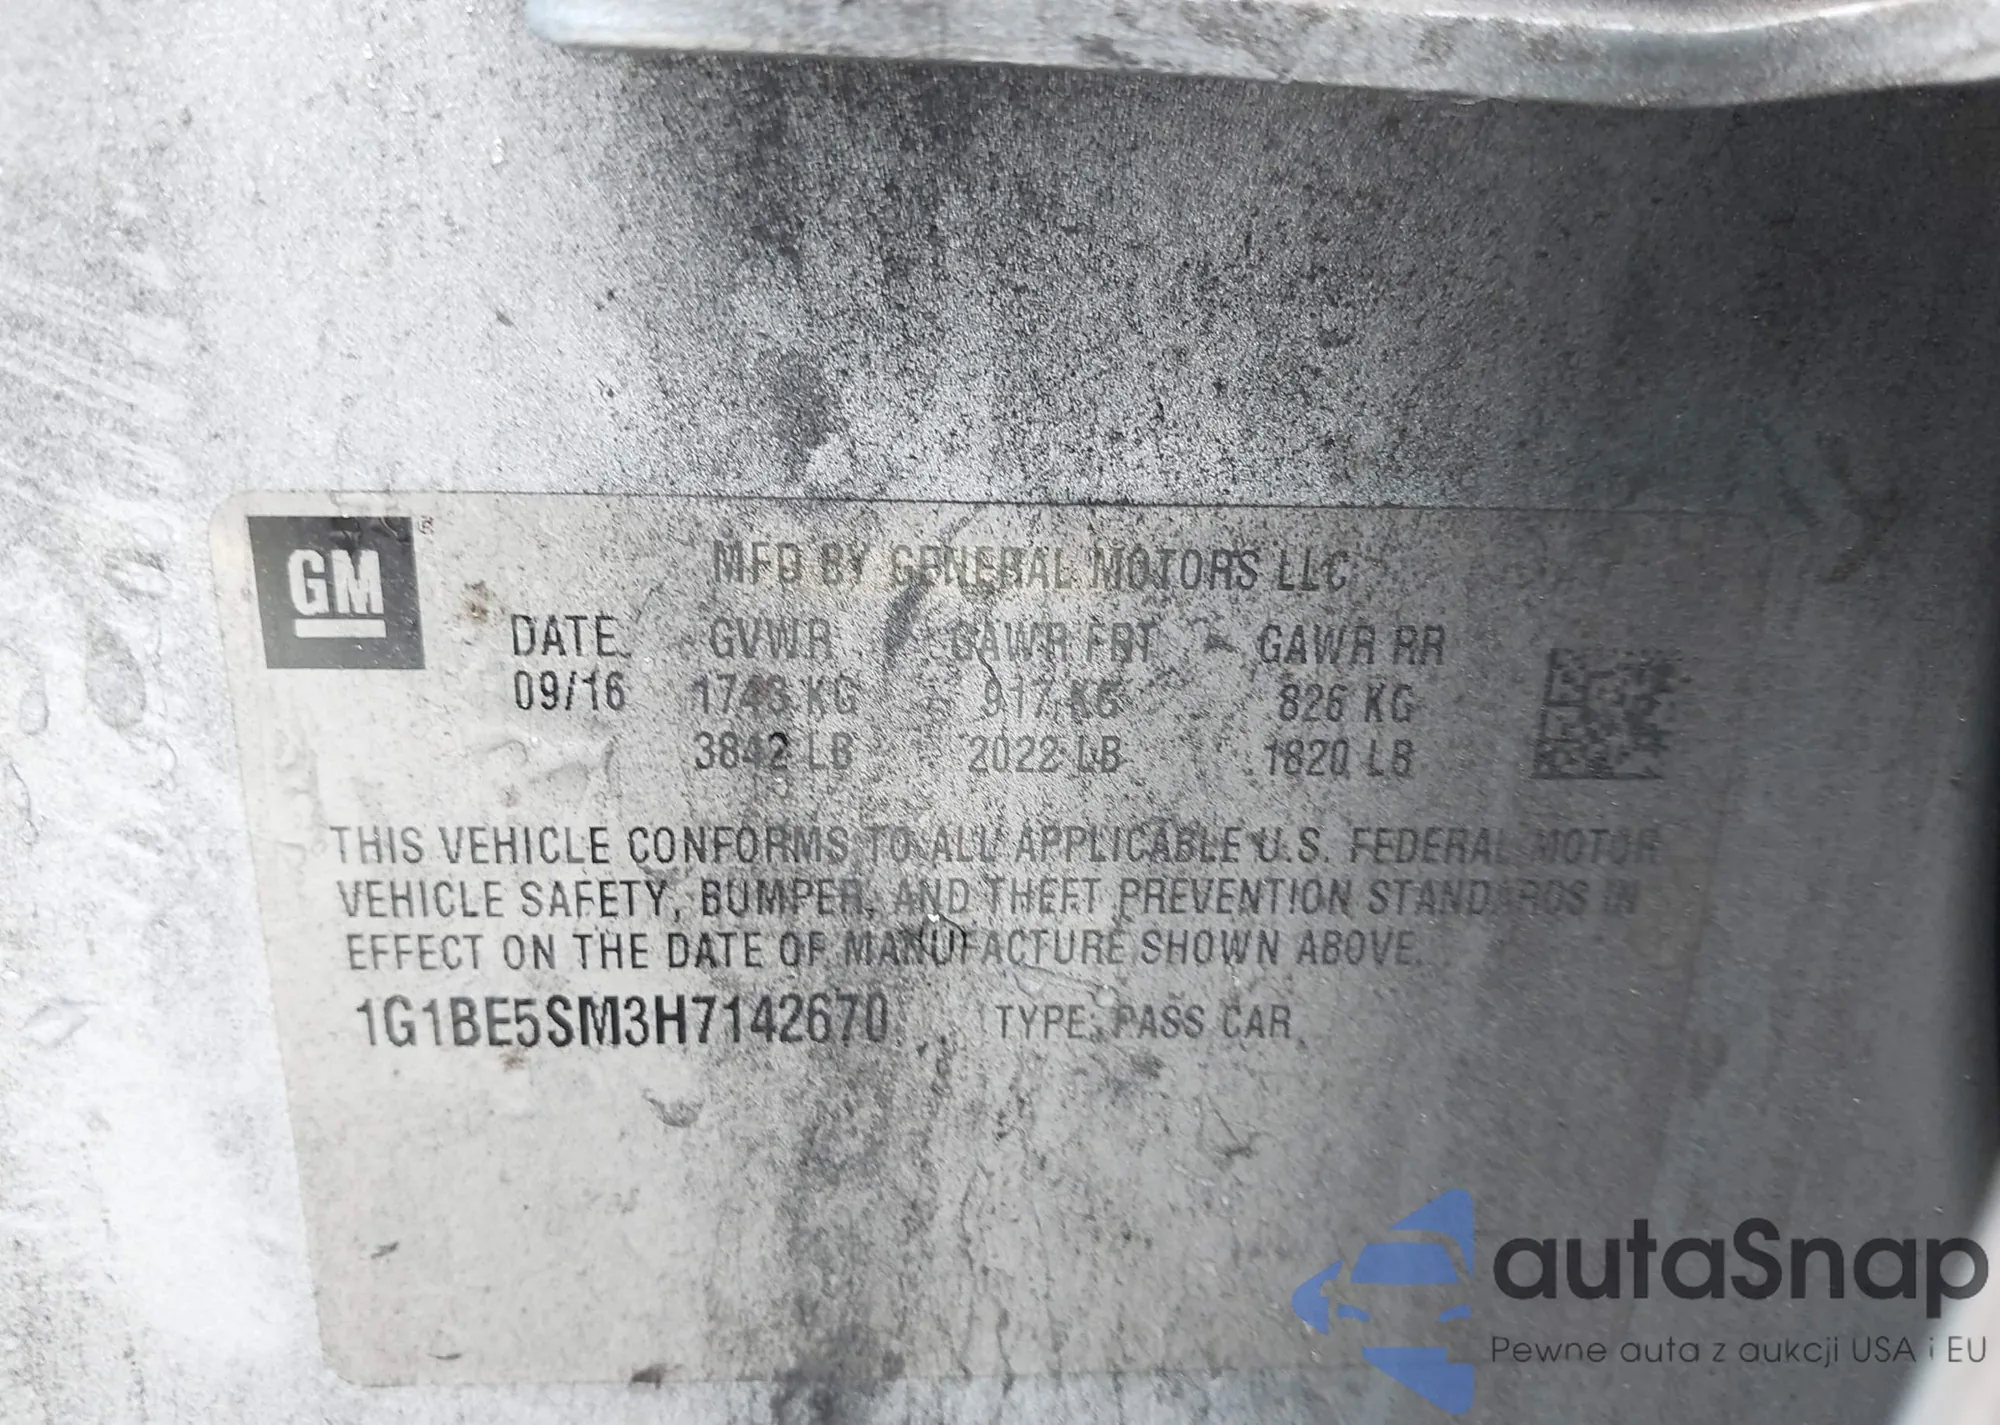 GM ®
MFD BY GENERAL MOTORS LLC
DATE GVWR GAWR FRT GAWR RR
09/16 1743 KG 917 KG 826 KG
3842 LB 2022 LB 1820 LB
THIS VEHICLE CONFORMS TO ALL APPLICABLE U.S. FEDERAL MOTOR
VEHICLE SAFETY, BUMPER, AND THEFT PREVENTION STANDARDS IN
EFFECT ON THE DATE OF MANUFACTURE SHOWN ABOVE.
1G1BE5SM3H7142670 TYPE: PASS CAR
autaSnap
Pewne auta z aukcji USA i EU